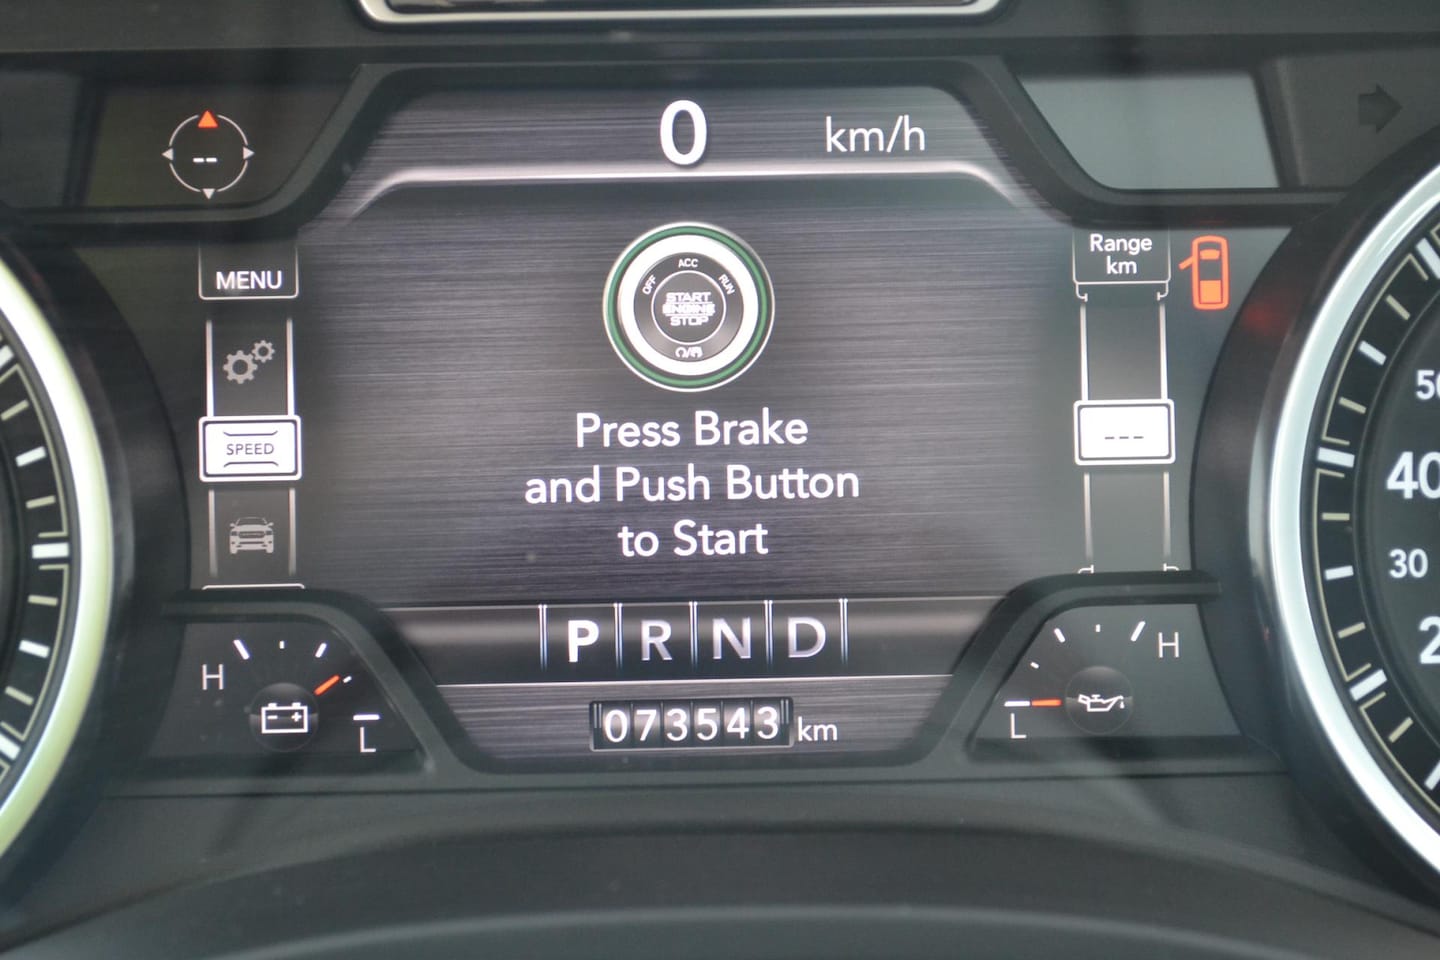 0 km/h
--
MENU
Range
km
ACC
OFF
RUN
START
ENGINE
STOP
SPEED
---
Press Brake
and Push Button
to Start
P R N D
H
L
H
L
073543 km
40
30